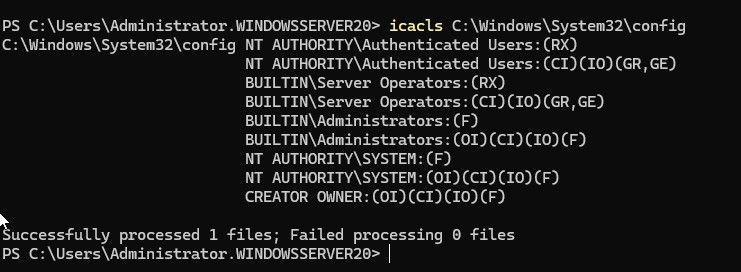 PS C:\Users\Administrator.WINDOWSSERVER20> icacls C:\Windows\System32\config
C:\Windows\System32\config NT AUTHORITY\Authenticated Users:(RX)
NT AUTHORITY\Authenticated Users:(CI)(IO)(GR,GE)
BUILTIN\Server Operators:(RX)
BUILTIN\Server Operators:(CI)(IO)(GR,GE)
BUILTIN\Administrators:(F)
BUILTIN\Administrators:(OI)(CI)(IO)(F)
NT AUTHORITY\SYSTEM:(F)
NT AUTHORITY\SYSTEM:(OI)(CI)(IO)(F)
CREATOR OWNER:(OI)(CI)(IO)(F)
Successfully processed 1 files; Failed processing 0 files
PS C:\Users\Administrator.WINDOWSSERVER20>